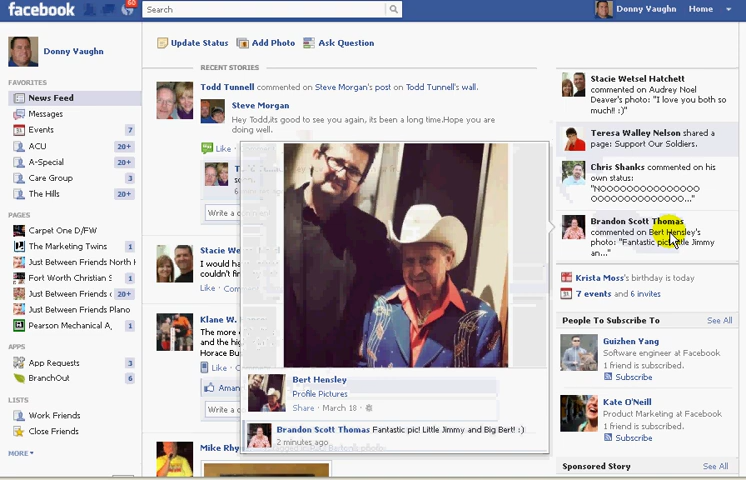 facebook
60
Search
Donny Vaughn
Home
Donny Vaughn
FAVORITES
News Feed
Messages
Events 7
ACU 20+
A-Special 20+
Care Group 3
The Hills 20+
PAGES
Carpet One D/FW
The Marketing Twins 1
Just Between Friends North
Fort Worth Christian S 1
Just Between Friends 20+
Just Between Friends Plano
Pearson Mechanical A, 1
APPS
App Requests 3
BranchOut 6
LISTS
Work Friends
Close Friends
MORE
Update Status
Add Photo
Ask Question
RECENT STORIES
Todd Tunnell commented on Steve Morgan's post on Todd Tunnell's wall.
Steve Morgan
Hey Todd,its good to see you again, its been a long time.Hope you are
doing well.
Like
Write a
Stacie
I would ha
couldn't fi
Like · Com
Klane W.
The more
and the hig
Horace Bu
Like
Aman
Write a c
Mike Rhy
Bert Hensley
Profile Pictures
Share · March 18 ·
Brandon Scott Thomas Fantastic pic! Little Jimmy and Big Bert! :)
2 minutes ago
Stacie Wetsel Hatchett
commented on Audrey Noel
Deaver's photo: "I love you both so
much!! :)"
Teresa Walley Nelson shared a
page: Support Our Soldiers.
Chris Shanks commented on his
own status:
"NOOOOOOOOOOOOOOO
OOOOOOOOOOOOO..."
Brandon Scott Thomas
commented on Bert Hensley's
photo: "Fantastic pic! Little Jimmy
an..."
Krista Moss's birthday is today
7 events and 6 invites
People To Subscribe To
See All
Guizhen Yang
Software engineer at Facebook
1 friend is subscribed.
Subscribe
Kate O'Neill
Product Marketing at Facebook
1 friend is subscribed.
Subscribe
Sponsored Story
See All